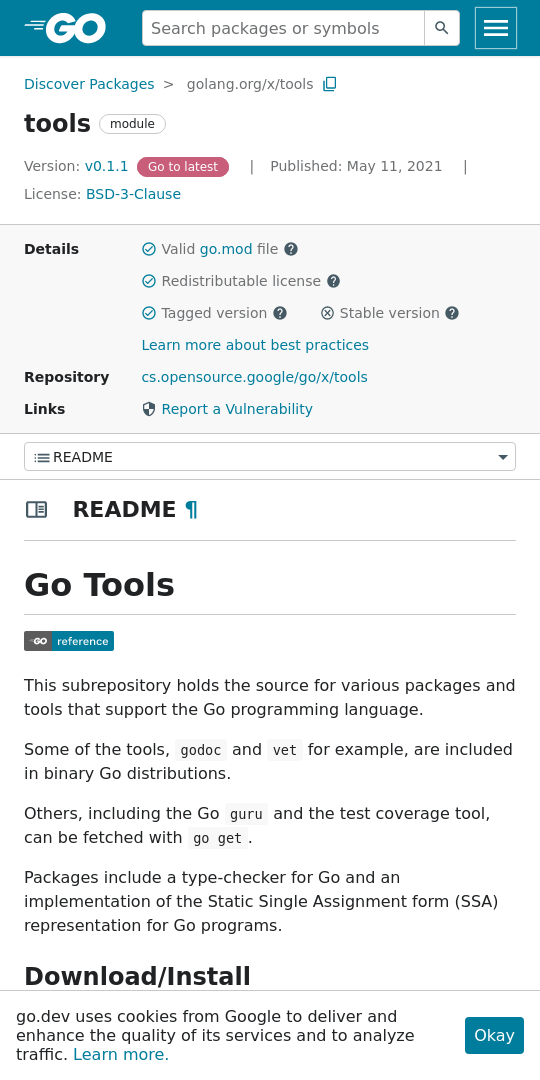 GO
Search packages or symbols
Discover Packages > golang.org/x/tools
tools module
Version: v0.1.1 Go to latest | Published: May 11, 2021 |
License: BSD-3-Clause
Details Valid go.mod file
Redistributable license
Tagged version Stable version
Learn more about best practices
Repository cs.opensource.google/go/x/tools
Links Report a Vulnerability
README
README ¶
Go Tools
GO reference
This subrepository holds the source for various packages and
tools that support the Go programming language.
Some of the tools, godoc and vet for example, are included
in binary Go distributions.
Others, including the Go guru and the test coverage tool,
can be fetched with go get.
Packages include a type-checker for Go and an
implementation of the Static Single Assignment form (SSA)
representation for Go programs.
Download/Install
go.dev uses cookies from Google to deliver and
enhance the quality of its services and to analyze
traffic. Learn more.
Okay